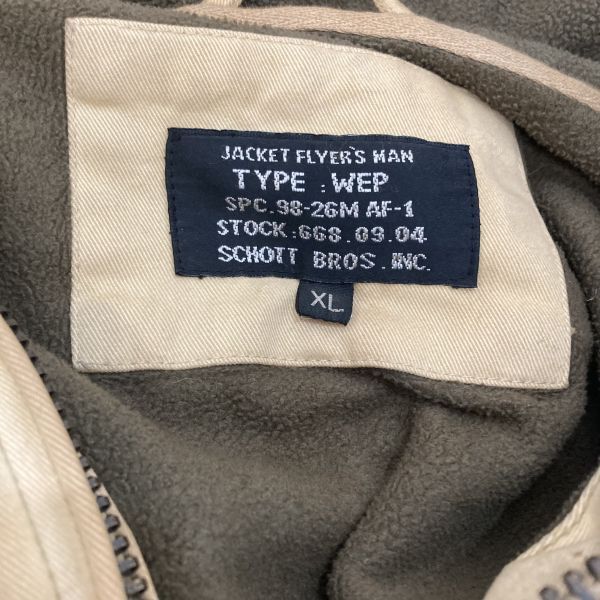 JACKET FLYER'S MAN
TYPE : WEP
SPC.98-26M AF-1
STOCK :668.09.04
SCHOTT BROS.INC.
XL